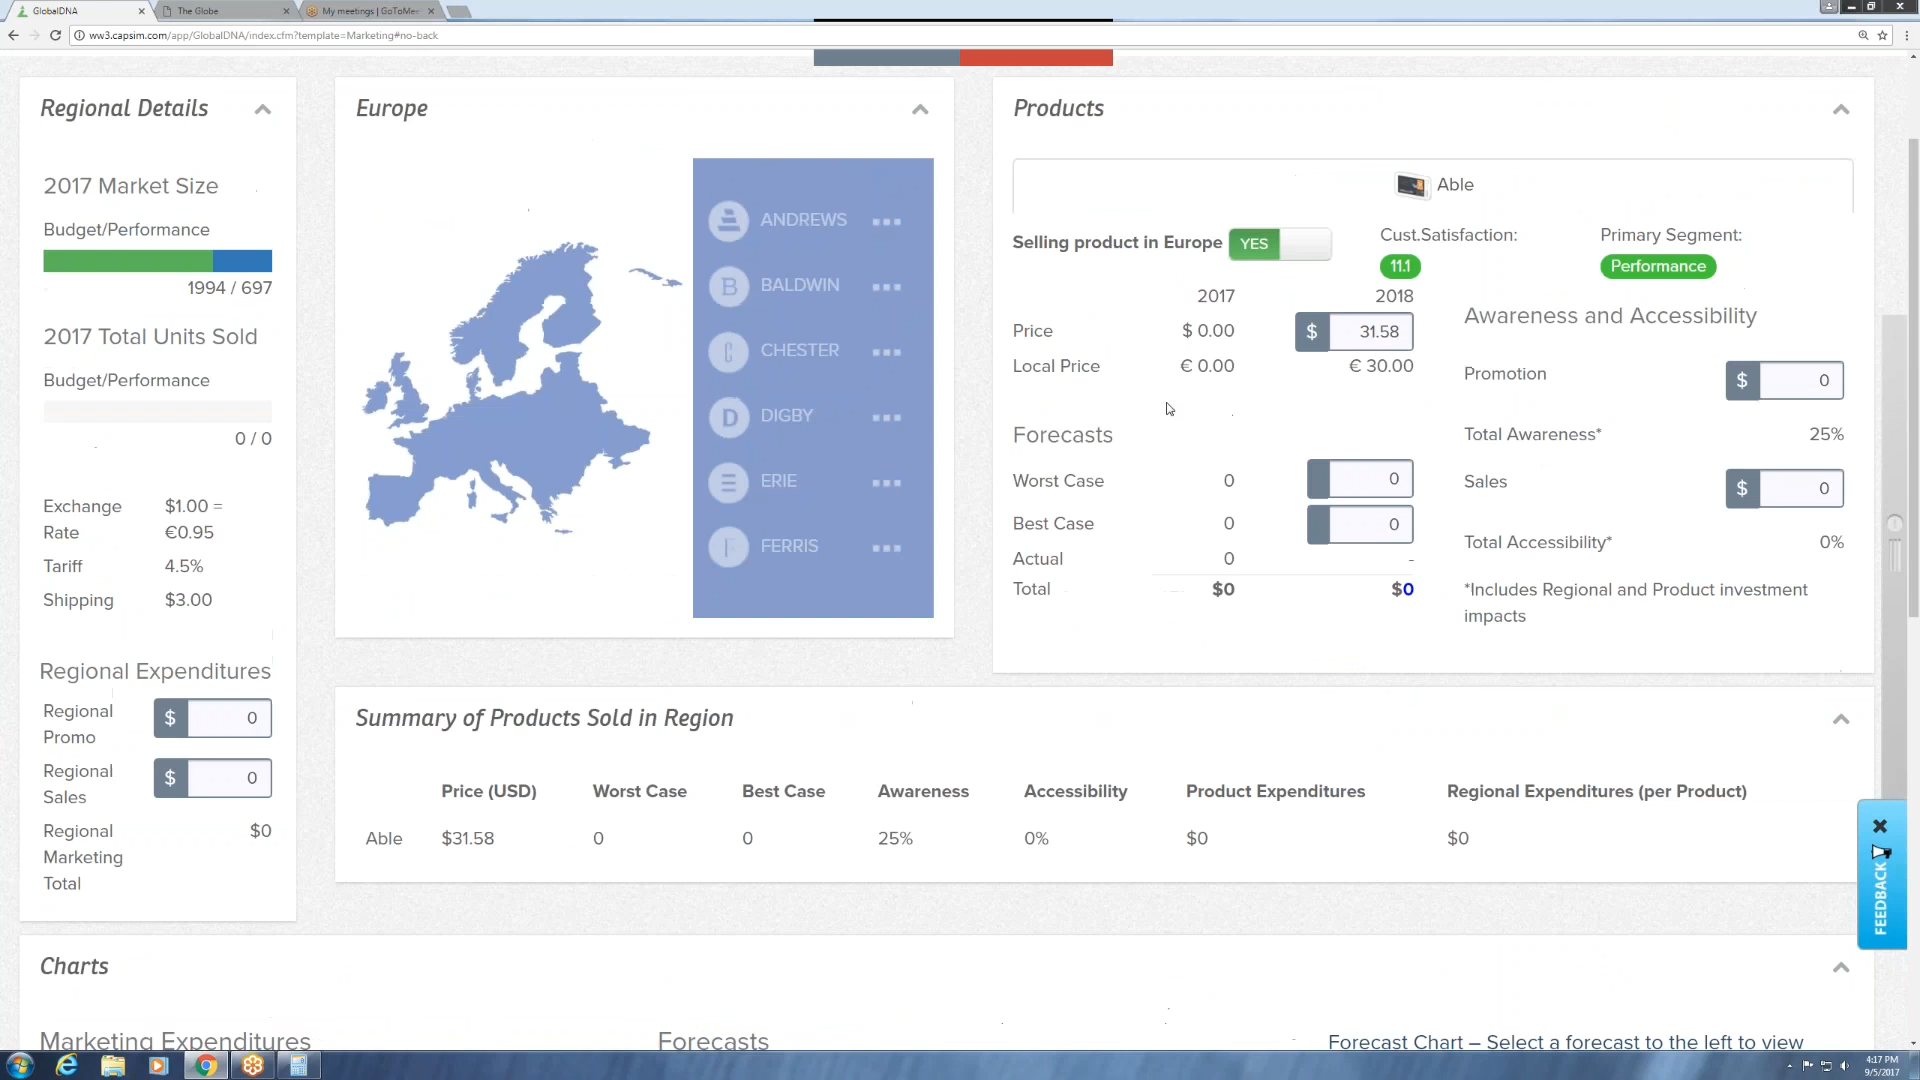 GlobalDNA
The Globe
My meetings | GoToMee
ww3.capsim.com/app/GlobalDNA/index.cfm?template=Marketing#no-back
Regional Details
2017 Market Size
Budget/Performance
1994 / 697
2017 Total Units Sold
Budget/Performance
0 / 0
Exchange Rate $1.00 = €0.95
Tariff 4.5%
Shipping $3.00
Regional Expenditures
Regional Promo $ 0
Regional Sales $ 0
Regional Marketing Total $0
Europe
ANDREWS
B BALDWIN
C CHESTER
D DIGBY
ERIE
F FERRIS
Products
Able
Selling product in Europe YES
Cust.Satisfaction:
11.1
Primary Segment:
Performance
2017 2018
Price $ 0.00 $ 31.58
Local Price € 0.00 € 30.00
Forecasts
Worst Case 0 0
Best Case 0 0
Actual 0 -
Total $0 $0
Awareness and Accessibility
Promotion $ 0
Total Awareness* 25%
Sales $ 0
Total Accessibility* 0%
*Includes Regional and Product investment
impacts
Summary of Products Sold in Region
Price (USD) Worst Case Best Case Awareness Accessibility Product Expenditures Regional Expenditures (per Product)
Able $31.58 0 0 25% 0% $0 $0
FEEDBACK
Charts
Marketing Expenditures
Forecasts
Forecast Chart – Select a forecast to the left to view
4:17 PM
9/5/2017